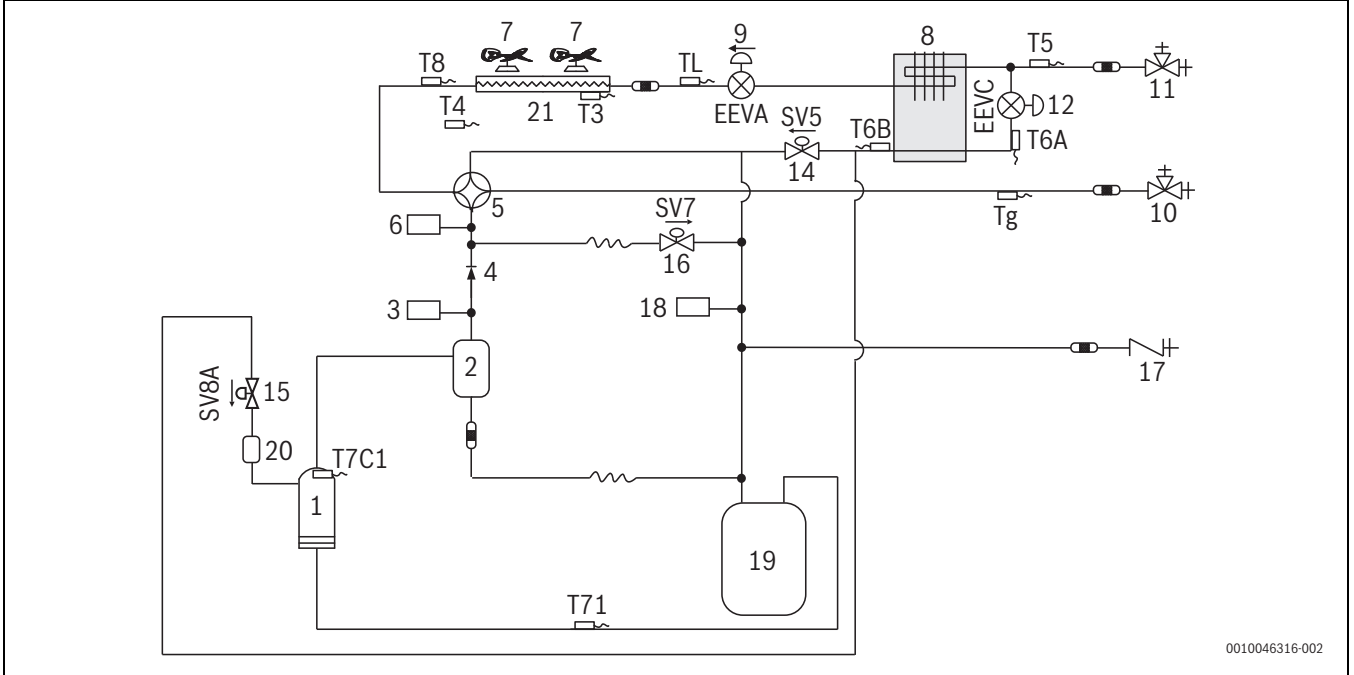 7 7 9 8 T5
T8 TL
T4 21 T3 EEVA EEVC 12 11
SV5 T6B T6A
14
5 Tg 10
6 SV7
16
4
3 18
2 17
SV8A 15
20 T7C1
1
19
T71
0010046316-002